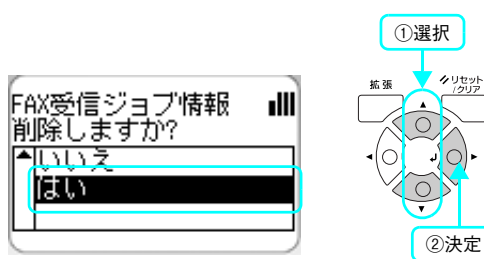 ①選択
拡張
リセット
/クリア
FAX受信ジョブ情報
削除しますか?
いいえ
はい
②決定